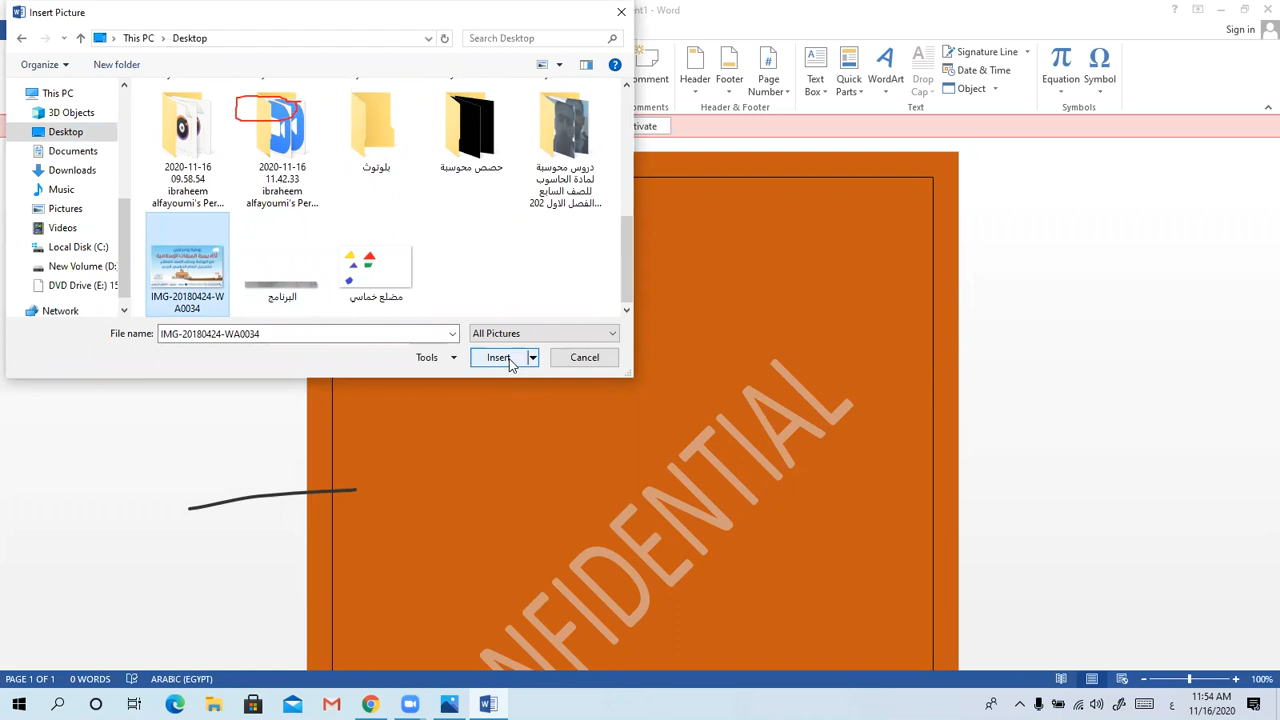 Insert Picture
ent1 - Word
Sign in
This PC
Desktop
Search Desktop
Organize
New folder
This PC
3D Objects
Desktop
Documents
Downloads
Music
Pictures
Videos
Local Disk (C:)
New Volume (D:
DVD Drive (E:) 15
Network
2020-11-16
09.58.54
ibraheem
alfayoumi's Per...
2020-11-16
11.42.33
ibraheem
alfayoumi's Per...
بلوتوث
حصص محوسبة
دروس محوسبة
لمادة الحاسوب
للصف السابع
الفصل الاول 202...
IMG-20180424-W
A0034
البرنامج
مضلع خماسي
File name:
IMG-20180424-WA0034
All Pictures
Tools
Insert
Cancel
omment
omments
Header
Footer
Page
Number
Header & Footer
Text
Box
Quick
Parts
WordArt
Drop
Cap
Signature Line
Date & Time
Object
Text
Equation
Symbol
Symbols
ivate
NFIDENTIAL
PAGE 1 OF 1
0 WORDS
ARABIC (EGYPT)
100%
ع
11:54 AM
11/16/2020